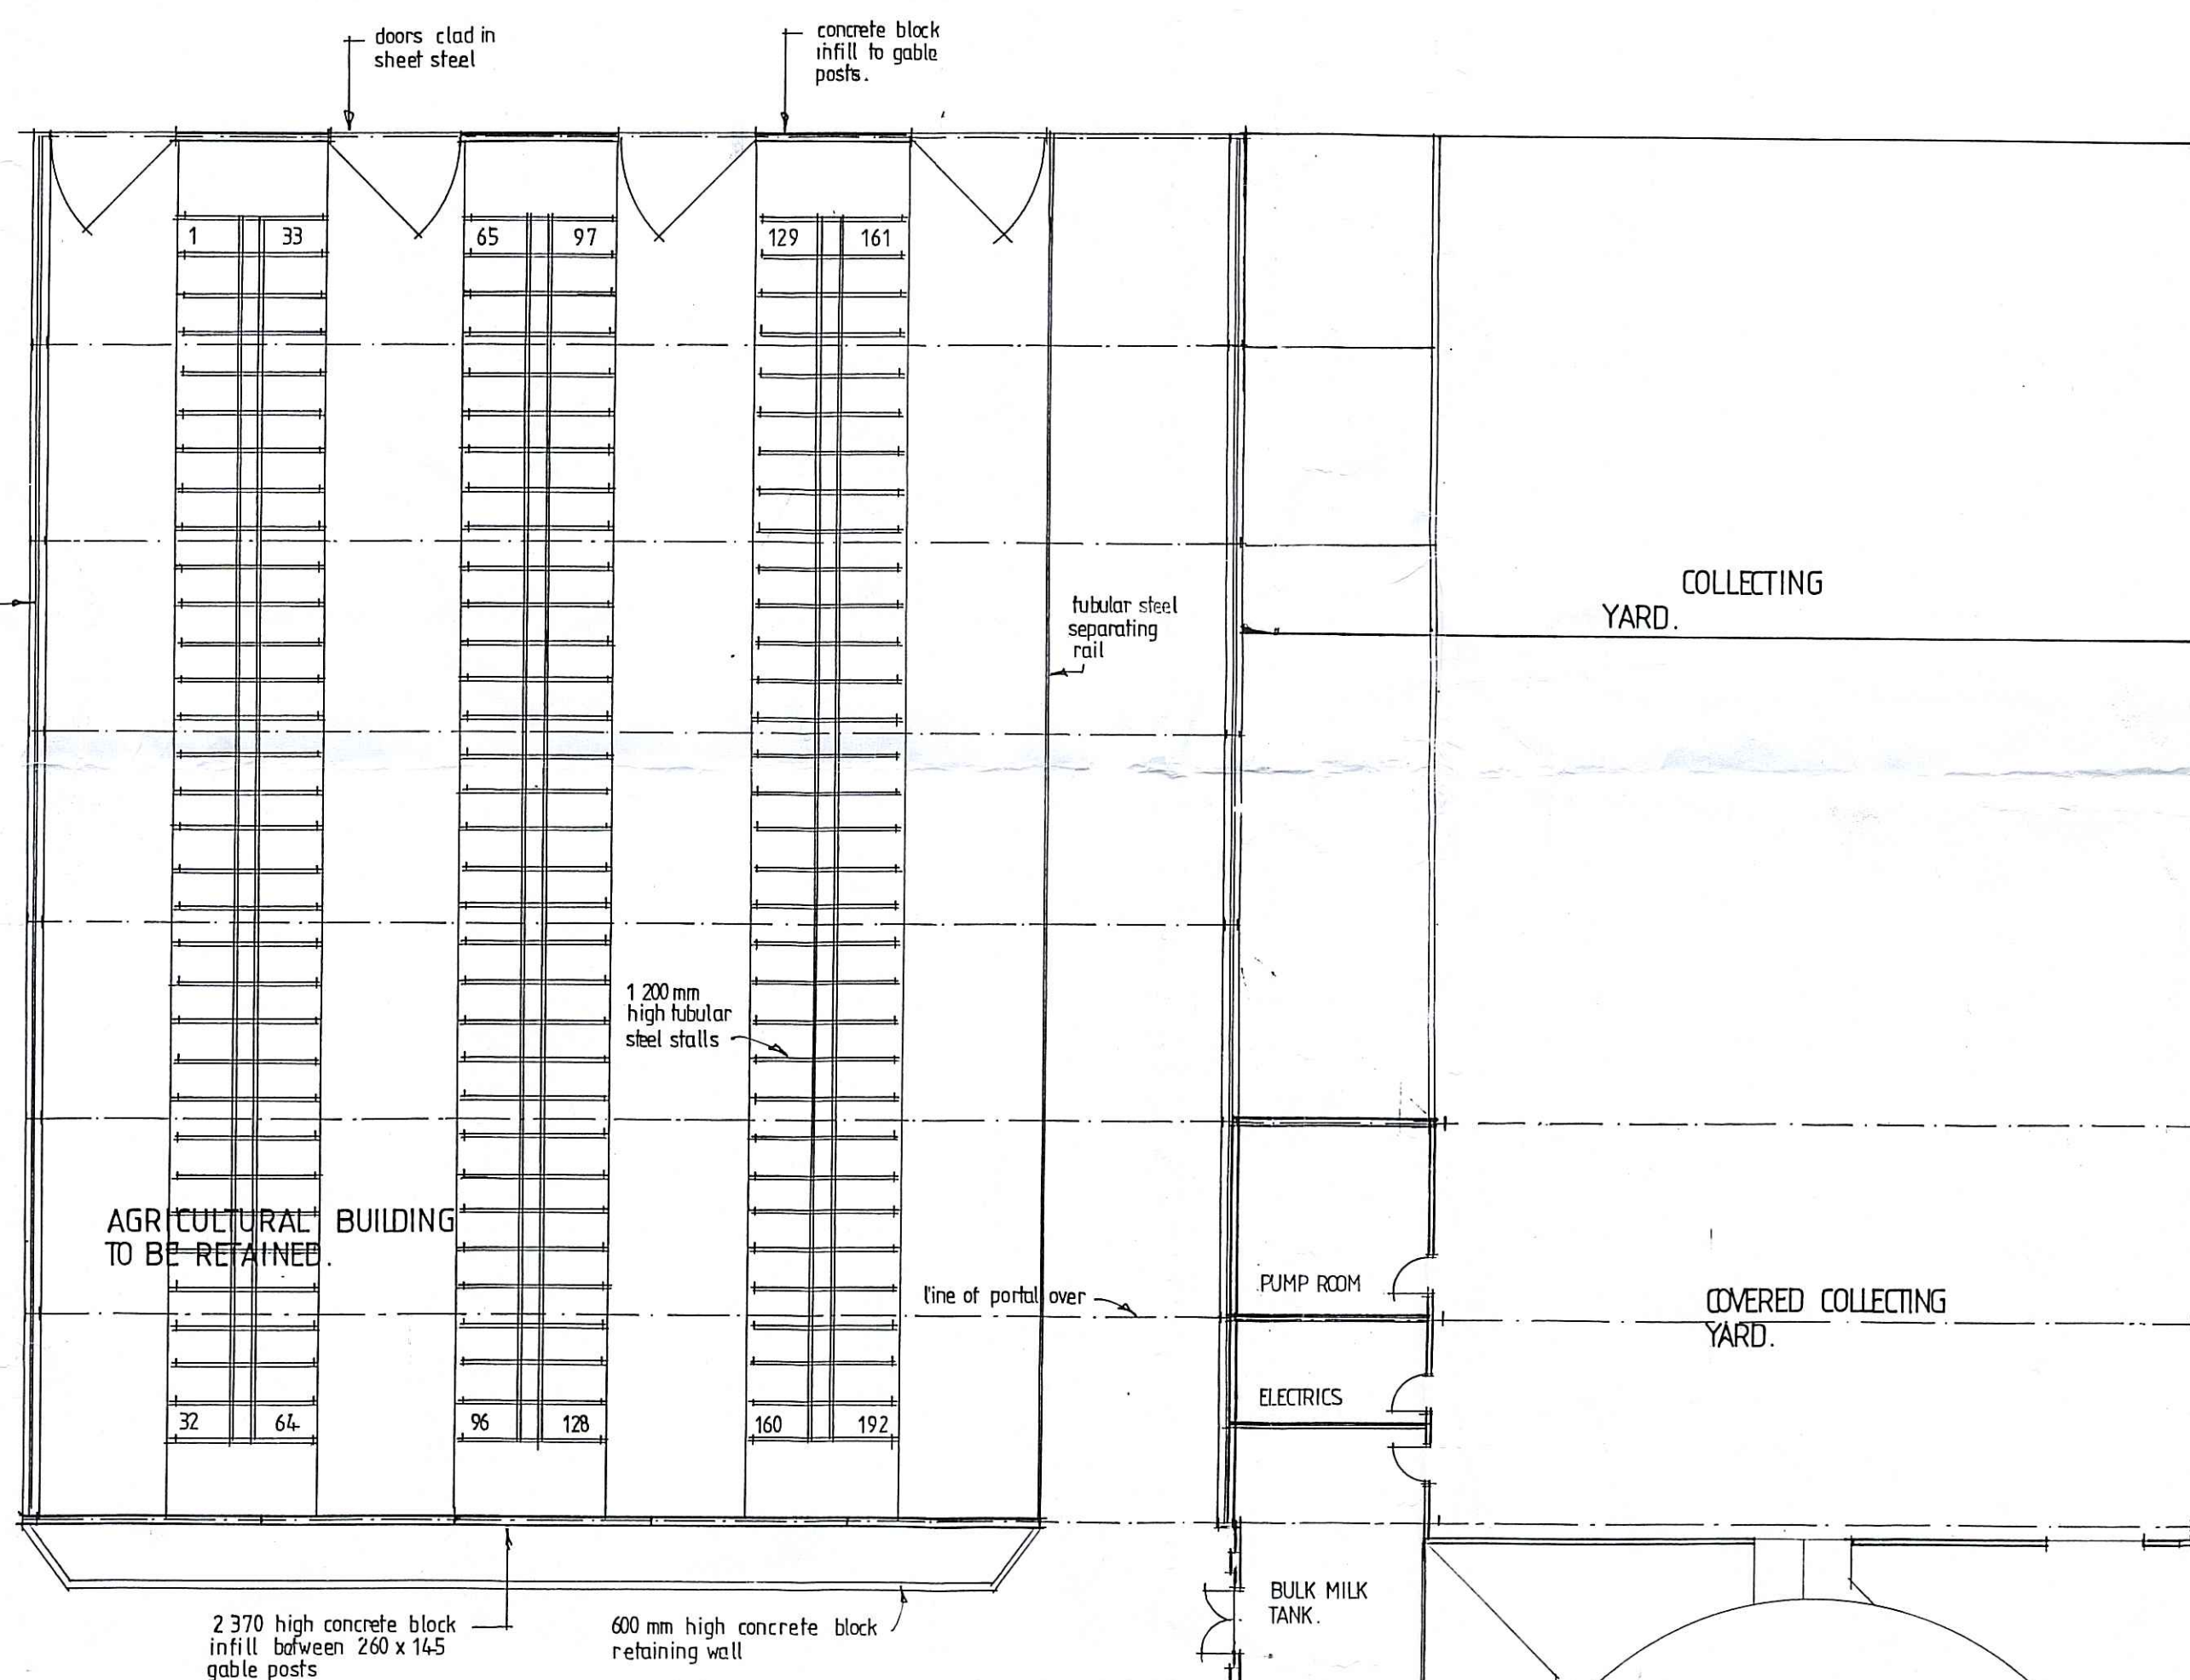 doors clad in
sheet steel
concrete block
infill to gable
posts.
1 33 65 97 129 161
COLLECTING
YARD.
tubular steel
separating
rail
1 200 mm
high tubular
steel stalls
AGRICULTURAL BUILDING
TO BE RETAINED.
line of portal over
PUMP ROOM
COVERED COLLECTING
YARD.
ELECTRICS
32 64 96 128 160 192
BULK MILK
TANK.
2 370 high concrete block
infill between 260 x 145
gable posts
600 mm high concrete block
retaining wall